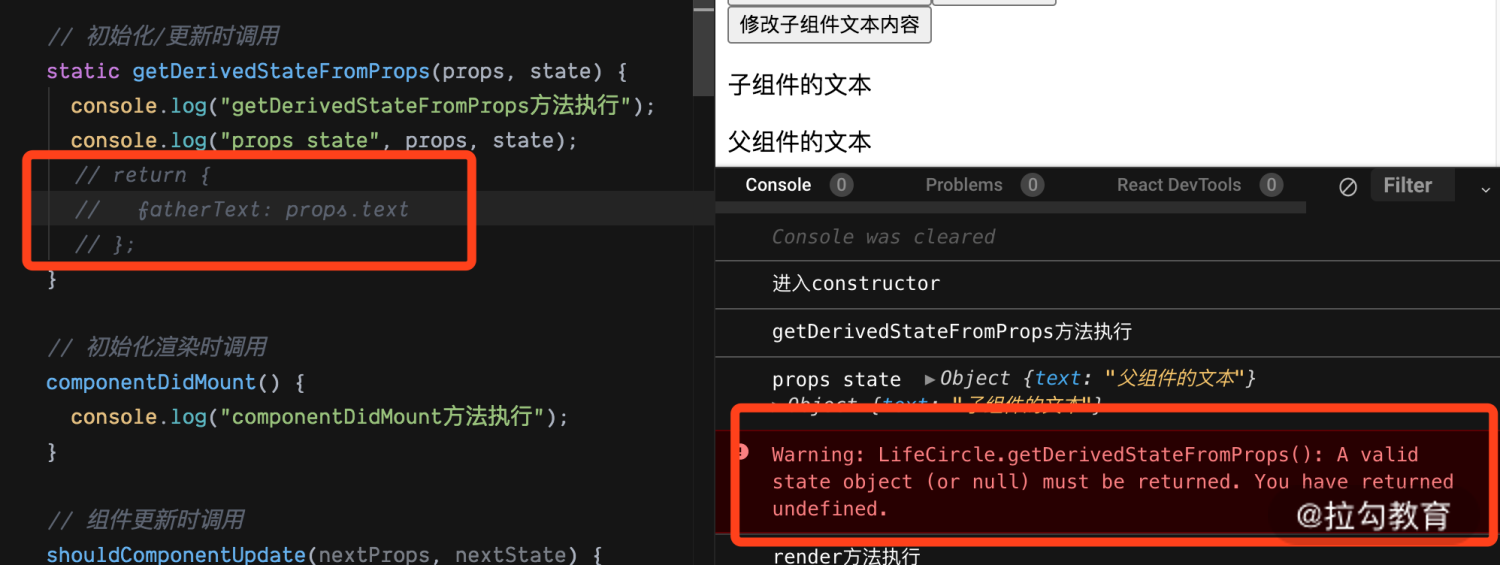 // 初始化/更新时调用
static getDerivedStateFromProps(props, state) {
console.log("getDerivedStateFromProps方法执行");
console.log("props state", props, state);
// return {
// fatherText: props.text
// };
}
// 初始化渲染时调用
componentDidMount() {
console.log("componentDidMount方法执行");
}
// 组件更新时调用
shouldComponentUpdate(nextProps, nextState) {
修改子组件文本内容
子组件的文本
父组件的文本
Console 0 Problems 0 React DevTools 0 Filter
Console was cleared
进入constructor
getDerivedStateFromProps方法执行
props state ▶Object {text: "父组件的文本"}
▶Object {text: "子组件的文本"}
Warning: LifeCircle.getDerivedStateFromProps(): A valid
state object (or null) must be returned. You have returned
undefined.
@拉勾教育
render方法执行